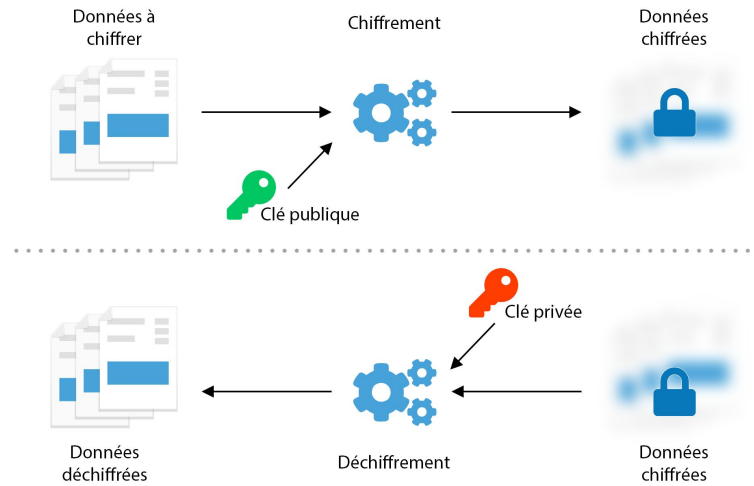 Données à
chiffrer
Chiffrement
Données
chiffrées
Clé publique
Clé privée
Données
déchiffrées
Déchiffrement
Données
chiffrées